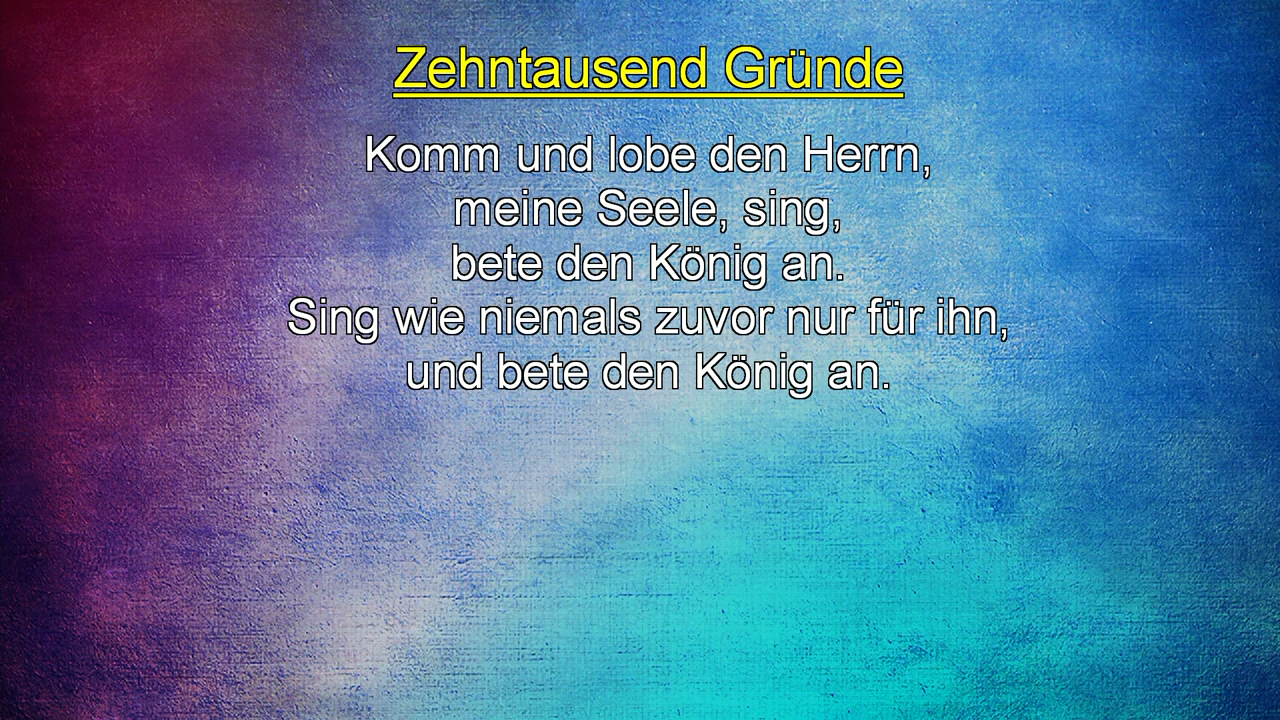 Zehntausend Gründe
Komm und lobe den Herrn,
meine Seele, sing,
bete den König an.
Sing wie niemals zuvor nur für ihn,
und bete den König an.